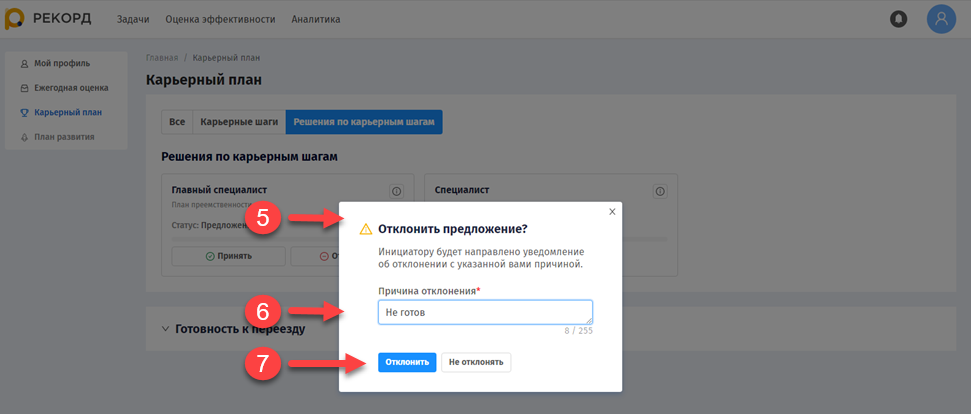 РЕКОРД
Задачи
Оценка эффективности
Аналитика
Мой профиль
Ежегодная оценка
Карьерный план
План развития
Главная / Карьерный план
Карьерный план
Все
Карьерные шаги
Решения по карьерным шагам
Решения по карьерным шагам
Главный специалист
План преемственности
Статус: Предложен
Принять
Специалист
5
Отклонить предложение?
Инициатору будет направлено уведомление
об отклонении с указанной вами причиной.
Причина отклонения*
6
Не готов
8 / 255
Готовность к переезду
7
Отклонить
Не отклонять